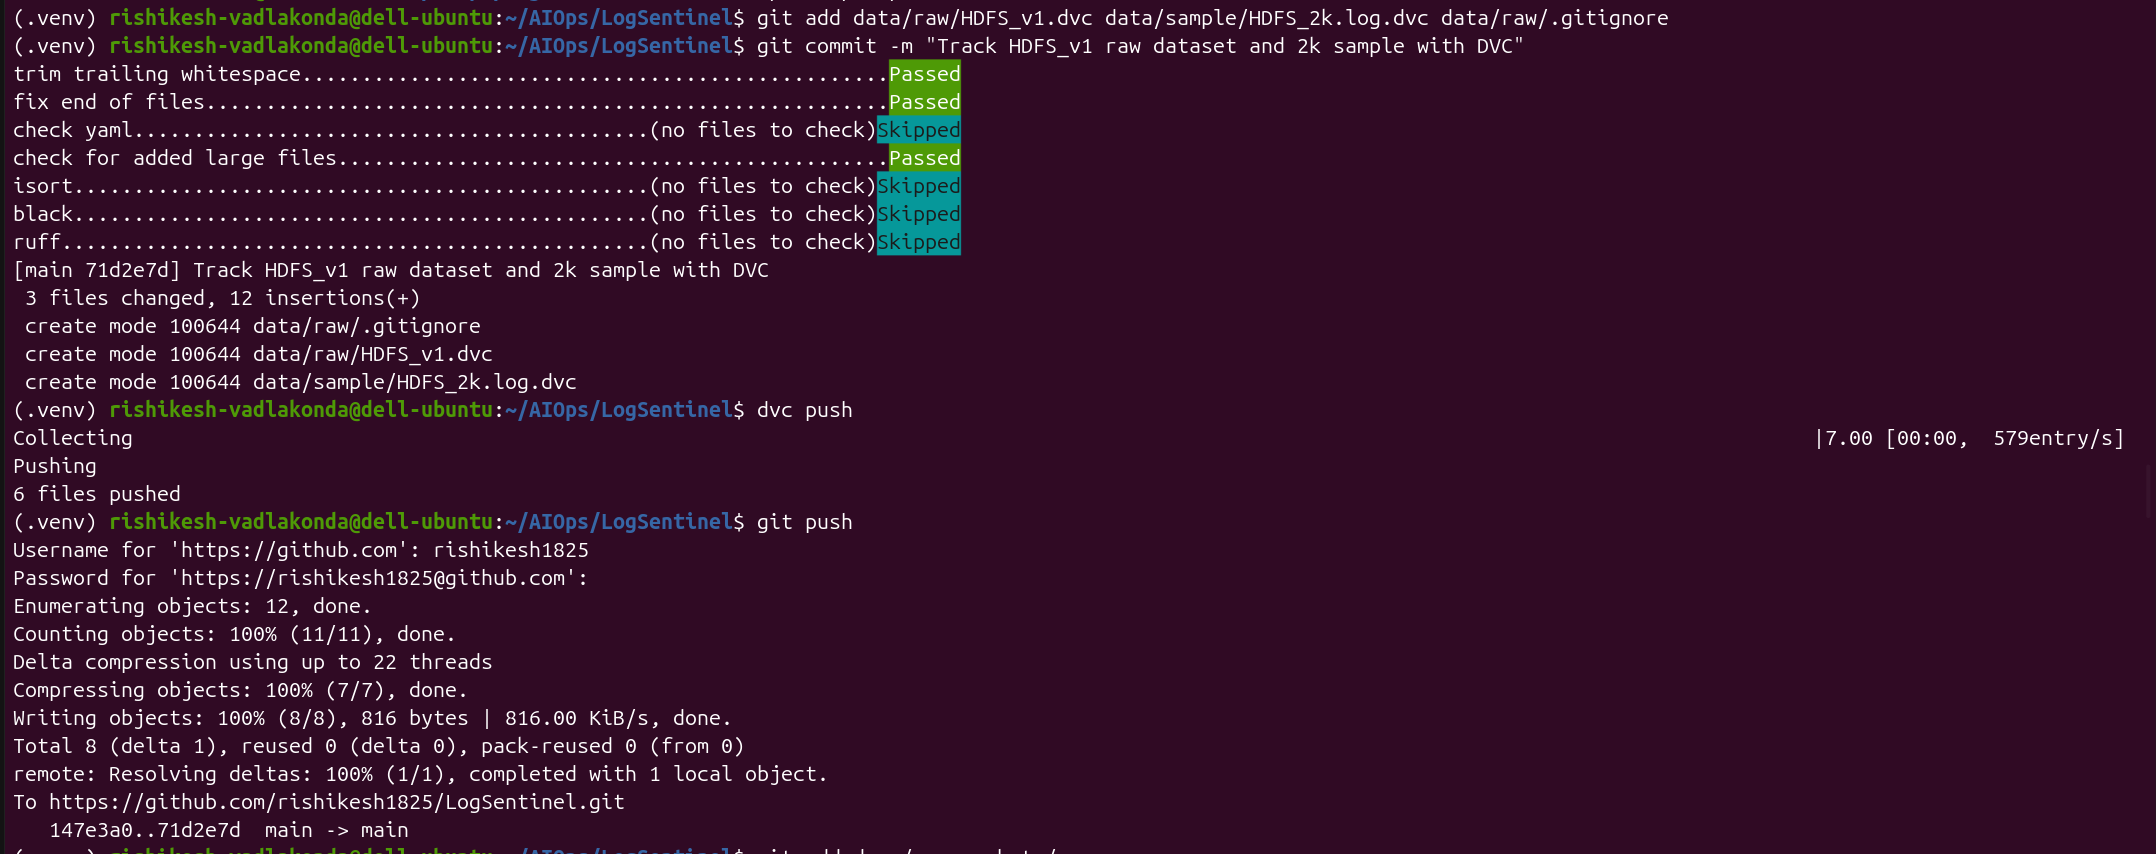 (.venv) rishikesh-vadlakonda@dell-ubuntu:~/AIOps/LogSentinel$ git add data/raw/HDFS_v1.dvc data/sample/HDFS_2k.log.dvc data/raw/.gitignore
(.venv) rishikesh-vadlakonda@dell-ubuntu:~/AIOps/LogSentinel$ git commit -m "Track HDFS_v1 raw dataset and 2k sample with DVC"
trim trailing whitespace.................................................Passed
fix end of files.........................................................Passed
check yaml...........................................(no files to check)Skipped
check for added large files..............................................Passed
isort................................................(no files to check)Skipped
black................................................(no files to check)Skipped
ruff.................................................(no files to check)Skipped
[main 71d2e7d] Track HDFS_v1 raw dataset and 2k sample with DVC
 3 files changed, 12 insertions(+)
 create mode 100644 data/raw/.gitignore
 create mode 100644 data/raw/HDFS_v1.dvc
 create mode 100644 data/sample/HDFS_2k.log.dvc
(.venv) rishikesh-vadlakonda@dell-ubuntu:~/AIOps/LogSentinel$ dvc push
Collecting |7.00 [00:00,  579entry/s]
Pushing
6 files pushed
(.venv) rishikesh-vadlakonda@dell-ubuntu:~/AIOps/LogSentinel$ git push
Username for 'https://github.com': rishikesh1825
Password for 'https://rishikesh1825@github.com':
Enumerating objects: 12, done.
Counting objects: 100% (11/11), done.
Delta compression using up to 22 threads
Compressing objects: 100% (7/7), done.
Writing objects: 100% (8/8), 816 bytes | 816.00 KiB/s, done.
Total 8 (delta 1), reused 0 (delta 0), pack-reused 0 (from 0)
remote: Resolving deltas: 100% (1/1), completed with 1 local object.
To https://github.com/rishikesh1825/LogSentinel.git
   147e3a0..71d2e7d  main -> main